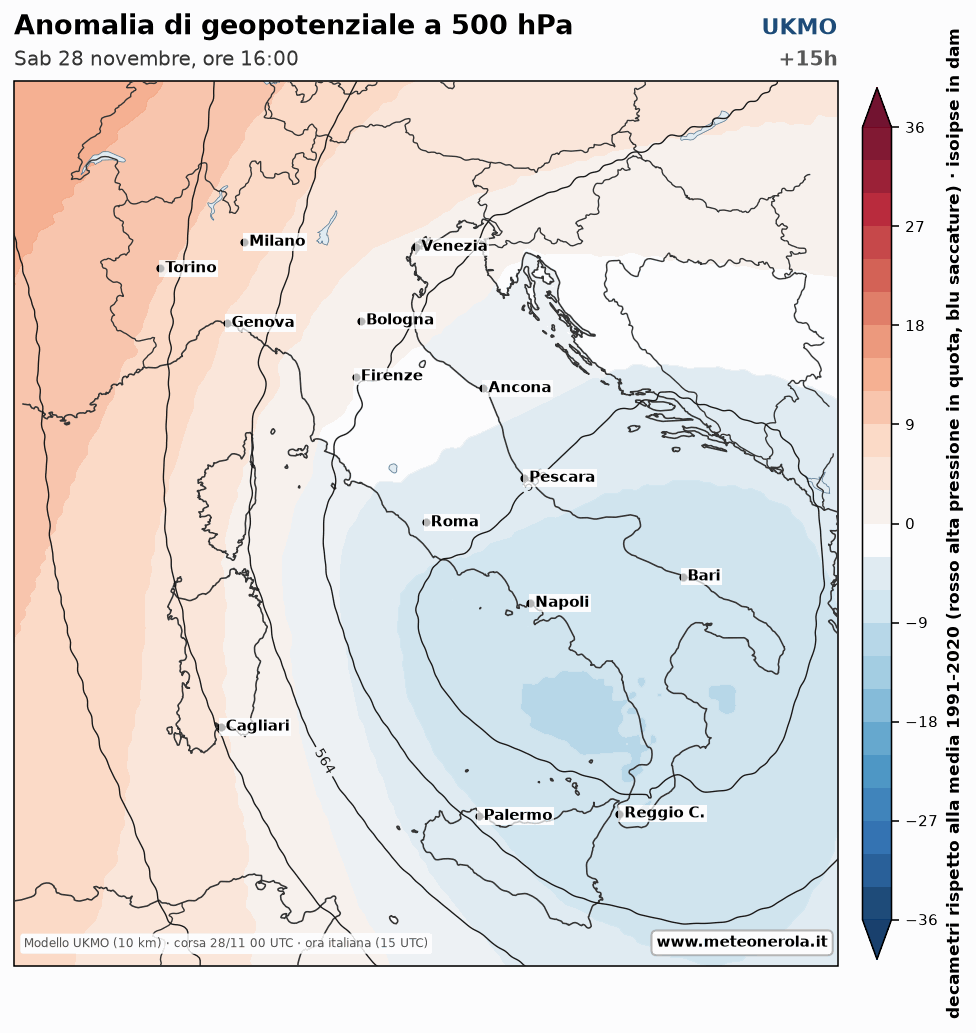 Anomalia di geopotenziale a 500 hPa
UKMO
Sab 28 novembre, ore 16:00
+15h
Milano
Venezia
Torino
Genova
Bologna
Firenze
Ancona
Pescara
Roma
Bari
Napoli
Cagliari
564
Palermo
Reggio C.
Modello UKMO (10 km) · corsa 28/11 00 UTC · ora italiana (15 UTC)
www.meteonerola.it
36
27
18
9
0
−9
−18
−27
−36
decametri rispetto alla media 1991-2020 (rosso alta pressione in quota, blu saccature) · isoipse in dam